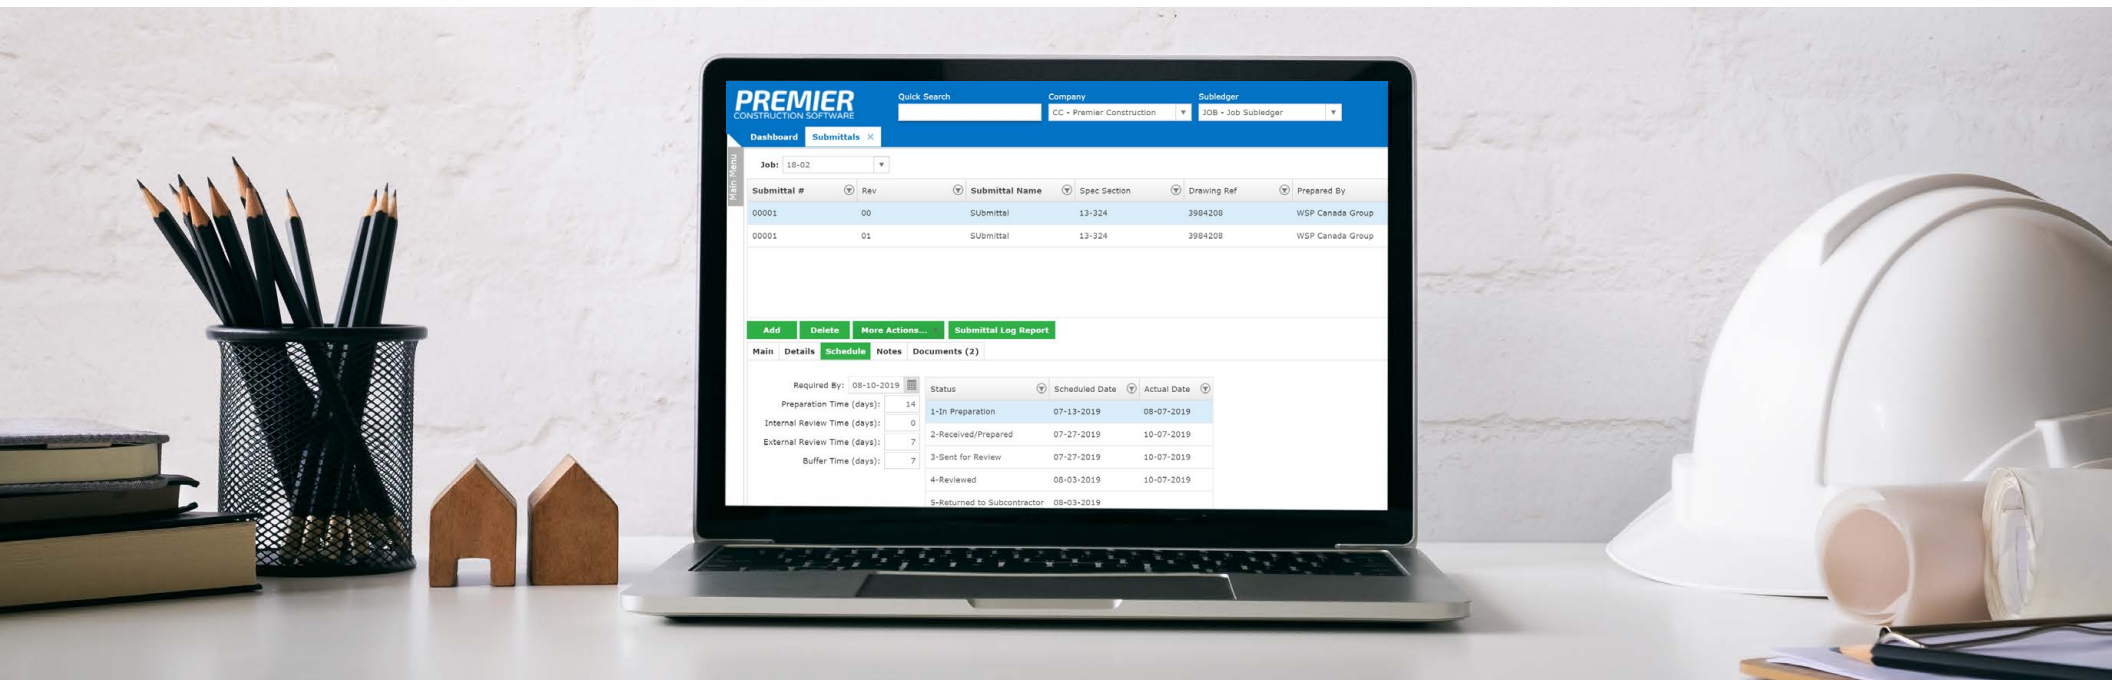 PREMIER
CONSTRUCTION SOFTWARE
Quick Search
Company
Subledger
CC - Premier Construction
JOB - Job Subledger
Dashboard Submittals ×
Main Menu
Job: 18-02
Submittal # Rev Submittal Name Spec Section Drawing Ref Prepared By
00001 00 SUbmittal 13-324 3984208 WSP Canada Group
00001 01 SUbmittal 13-324 3984208 WSP Canada Group
Add Delete More Actions... Submittal Log Report
Main Details Schedule Notes Documents (2)
Required By: 08-10-2019
Preparation Time (days): 14
Internal Review Time (days): 0
External Review Time (days): 7
Buffer Time (days): 7
Status Scheduled Date Actual Date
1-In Preparation 07-13-2019 08-07-2019
2-Received/Prepared 07-27-2019 10-07-2019
3-Sent for Review 07-27-2019 10-07-2019
4-Reviewed 08-03-2019 10-07-2019
5-Returned to Subcontractor 08-03-2019